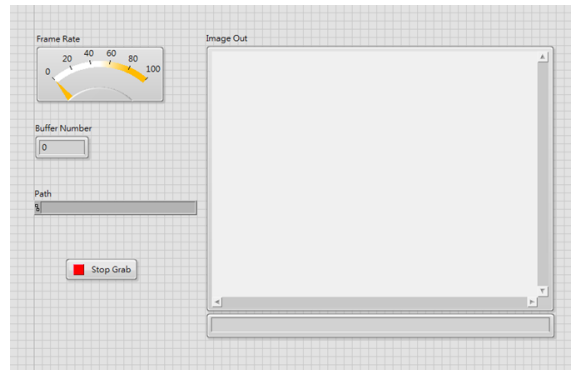 Frame Rate
0 20 40 60 80 100
Buffer Number
0
Path
Stop Grab
Image Out